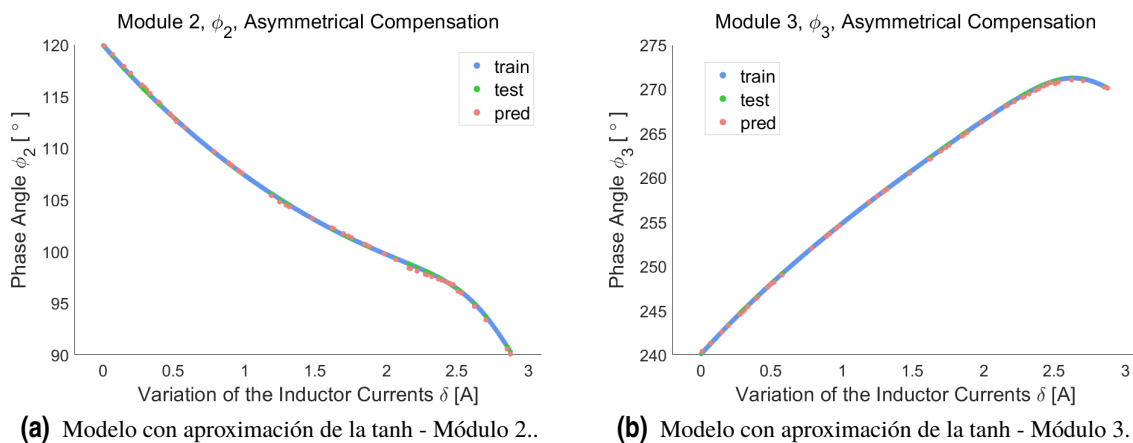 Module 2, ϕ2, Asymmetrical Compensation
120
115
110
105
100
95
90
0 0.5 1 1.5 2 2.5 3
Phase Angle ϕ2 [ ° ]
Variation of the Inductor Currents δ [A]
train
test
pred
(a) Modelo con aproximación de la tanh - Módulo 2..
Module 3, ϕ3, Asymmetrical Compensation
275
270
265
260
255
250
245
240
0 0.5 1 1.5 2 2.5 3
Phase Angle ϕ3 [ ° ]
Variation of the Inductor Currents δ [A]
train
test
pred
(b) Modelo con aproximación de la tanh - Módulo 3.